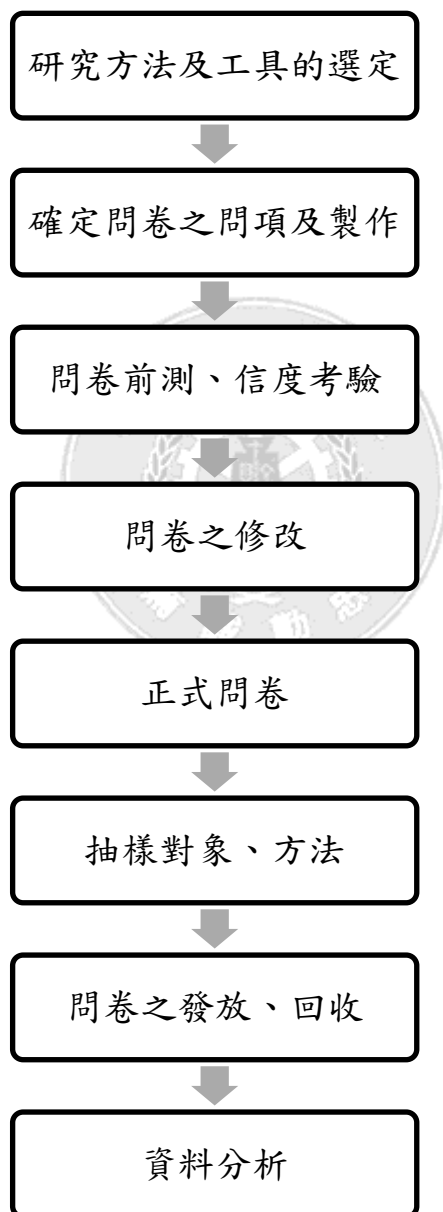 研究方法及工具的選定
確定問卷之問項及製作
問卷前測、信度考驗
問卷之修改
正式問卷
抽樣對象、方法
問卷之發放、回收
資料分析